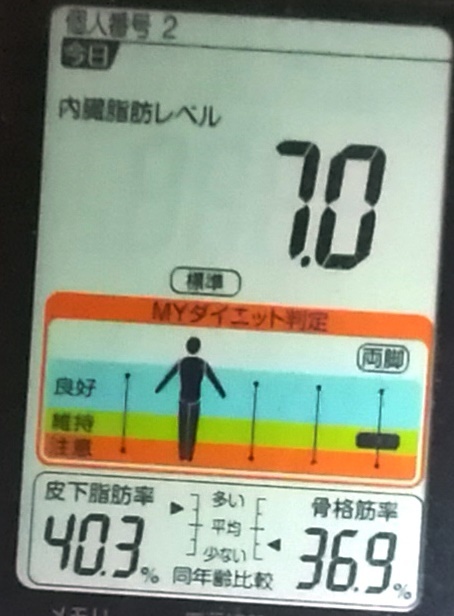 個人番号 2
今日
内臓脂肪レベル
7.0
標準
MYダイエット判定
両脚
良好
維持
注意
皮下脂肪率
40.3%
多い
平均
少ない
同年齢比較
骨格筋率
36.9%
メモリ